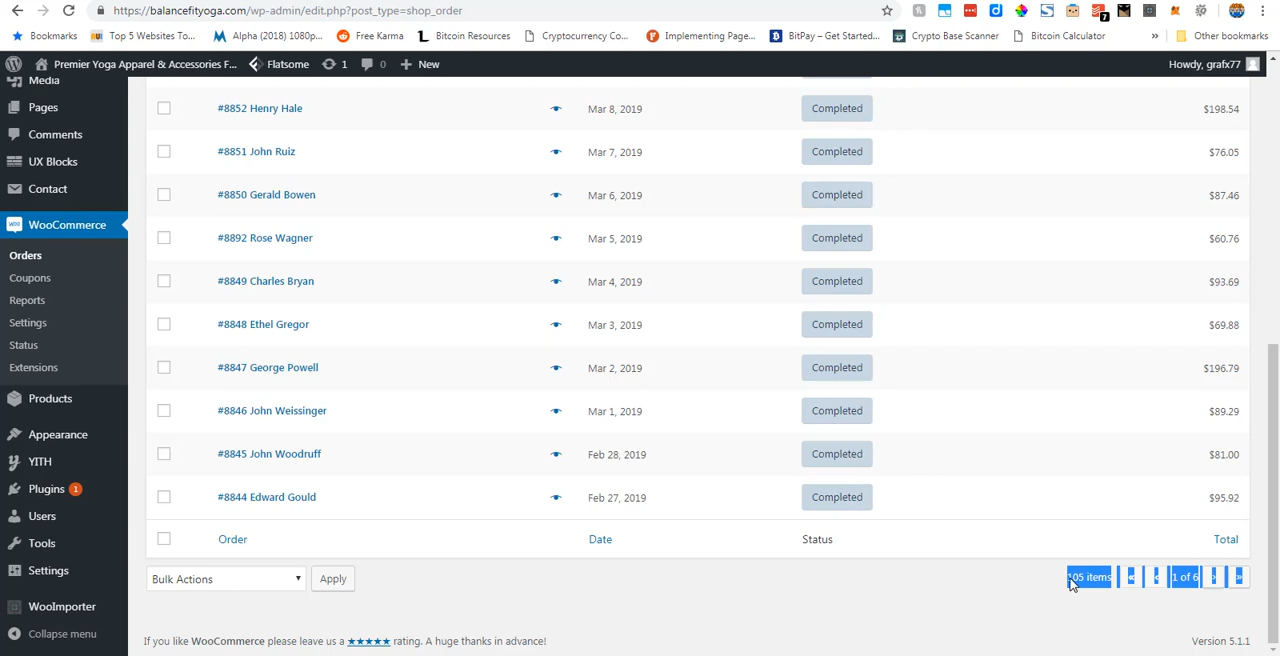 https://balancefityoga.com/wp-admin/edit.php?post_type=shop_order
7
Bookmarks Top 5 Websites To... Alpha (2018) 1080p... Free Karma Bitcoin Resources Cryptocurrency Co... Implementing Page... BitPay – Get Started... Crypto Base Scanner Bitcoin Calculator » Other bookmarks
Premier Yoga Apparel & Accessories F... Flatsome 1 0 New Howdy, grafx77
Media
Pages
Comments
UX Blocks
Contact
WooCommerce
Orders
Coupons
Reports
Settings
Status
Extensions
Products
Appearance
YITH
Plugins 1
Users
Tools
Settings
WooImporter
Collapse menu
#8852 Henry Hale Mar 8, 2019 Completed $198.54
#8851 John Ruiz Mar 7, 2019 Completed $76.05
#8850 Gerald Bowen Mar 6, 2019 Completed $87.46
#8892 Rose Wagner Mar 5, 2019 Completed $60.76
#8849 Charles Bryan Mar 4, 2019 Completed $93.69
#8848 Ethel Gregor Mar 3, 2019 Completed $69.88
#8847 George Powell Mar 2, 2019 Completed $196.79
#8846 John Weissinger Mar 1, 2019 Completed $89.29
#8845 John Woodruff Feb 28, 2019 Completed $81.00
#8844 Edward Gould Feb 27, 2019 Completed $95.92
Order Date Status Total
Bulk Actions Apply 105 items « ‹ 1 of 6 › »
If you like WooCommerce please leave us a ★★★★★ rating. A huge thanks in advance! Version 5.1.1